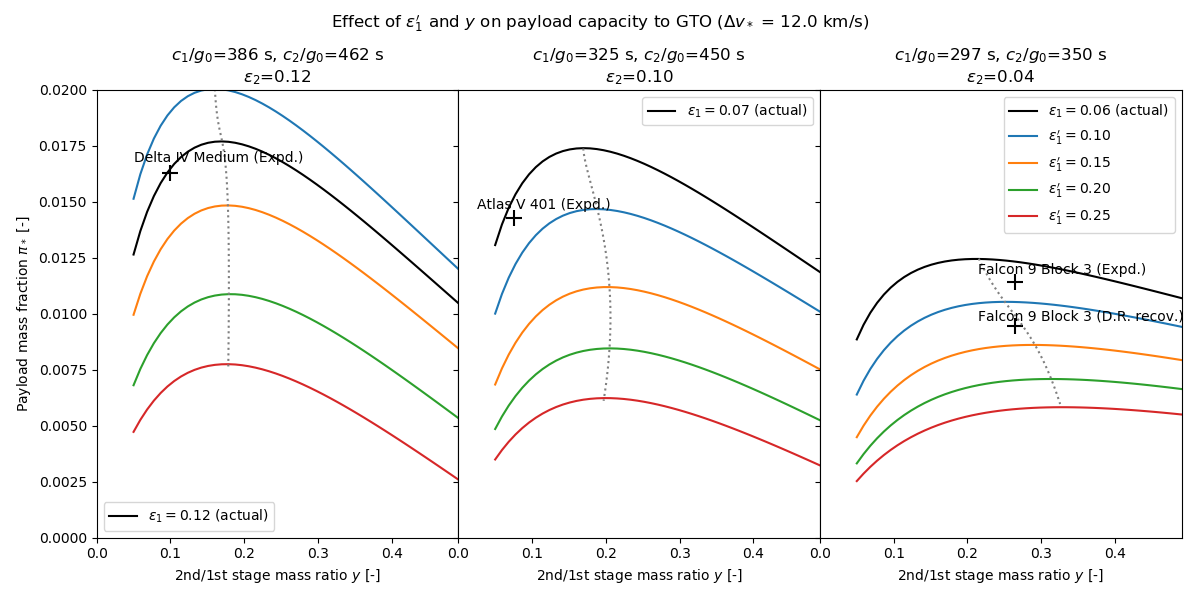 Effect of ε′₁ and y on payload capacity to GTO (Δv* = 12.0 km/s)
c₁/g₀=386 s, c₂/g₀=462 s
ε₂=0.12
c₁/g₀=325 s, c₂/g₀=450 s
ε₂=0.10
c₁/g₀=297 s, c₂/g₀=350 s
ε₂=0.04
Payload mass fraction π* [-]
0.0200
0.0175
0.0150
0.0125
0.0100
0.0075
0.0050
0.0025
0.0000
Delta IV Medium (Expd.)
ε₁ = 0.12 (actual)
0.0
0.1
0.2
0.3
0.4
2nd/1st stage mass ratio y [-]
ε₁ = 0.07 (actual)
Atlas V 401 (Expd.)
0.0
0.1
0.2
0.3
0.4
2nd/1st stage mass ratio y [-]
ε₁ = 0.06 (actual)
ε′₁ = 0.10
ε′₁ = 0.15
ε′₁ = 0.20
ε′₁ = 0.25
Falcon 9 Block 3 (Expd.)
Falcon 9 Block 3 (D.R. recov.)
0.0
0.1
0.2
0.3
0.4
2nd/1st stage mass ratio y [-]